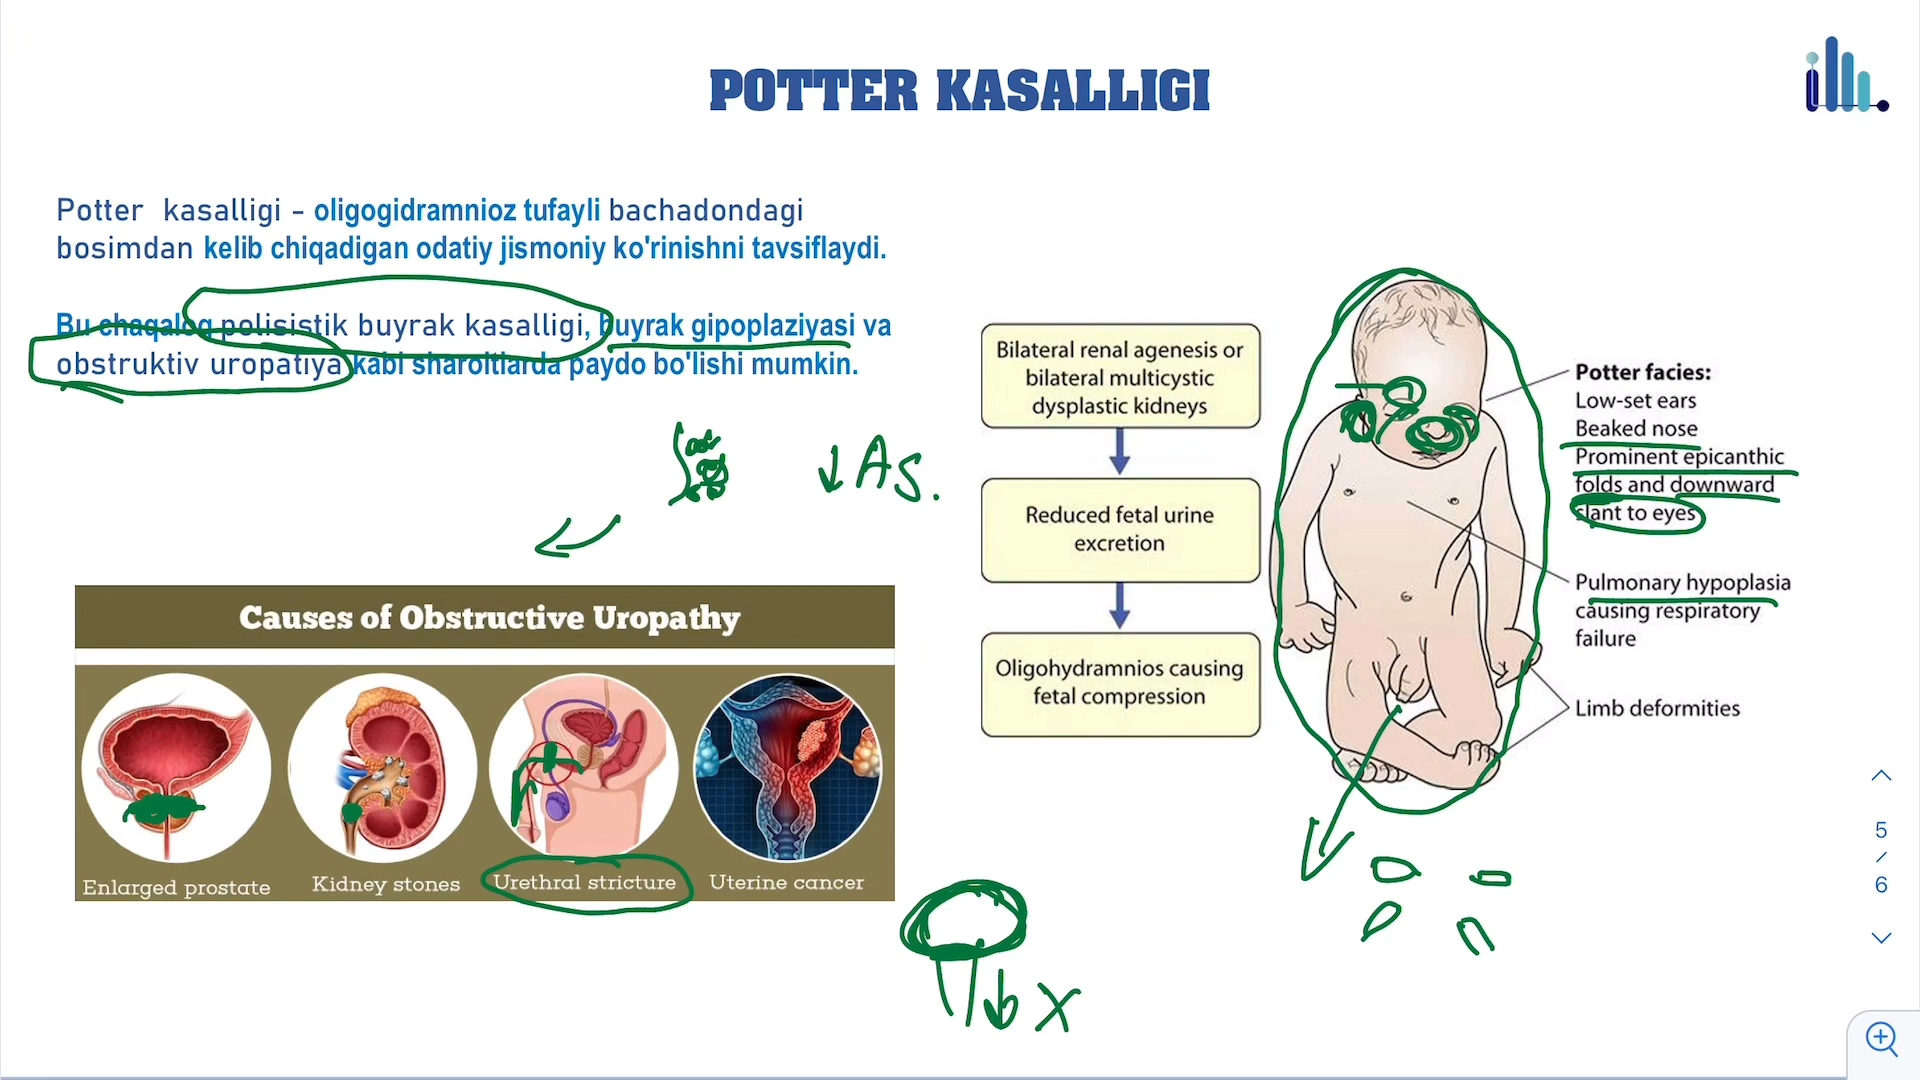 POTTER KASALLIGI
Potter kasalligi - oligogidramnioz tufayli bachadondagi
bosimdan kelib chiqadigan odatiy jismoniy ko'rinishni tavsiflaydi.
Bu chaqaloq polisistik buyrak kasalligi, buyrak gipoplaziyasi va
obstruktiv uropatiya kabi sharoitlarda paydo bo'lishi mumkin.
As.
Causes of Obstructive Uropathy
Enlarged prostate
Kidney stones
Urethral stricture
Uterine cancer
X
Bilateral renal agenesis or
bilateral multicystic
dysplastic kidneys
Reduced fetal urine
excretion
Oligohydramnios causing
fetal compression
Potter facies:
Low-set ears
Beaked nose
Prominent epicanthic
folds and downward
slant to eyes
Pulmonary hypoplasia
causing respiratory
failure
Limb deformities
5
/
6